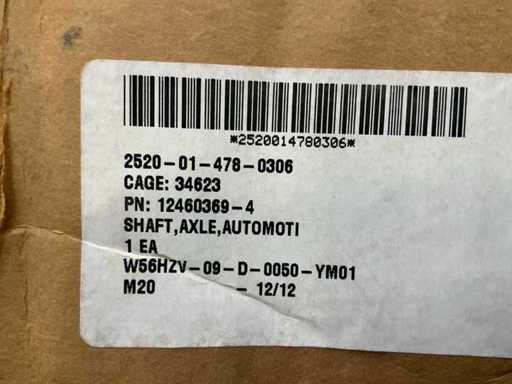 *2520014780306*
2520-01-478-0306
CAGE: 34623
PN: 12460369-4
SHAFT,AXLE,AUTOMOTI
1 EA
W56HZV-09-D-0050-YM01
M20 - 12/12